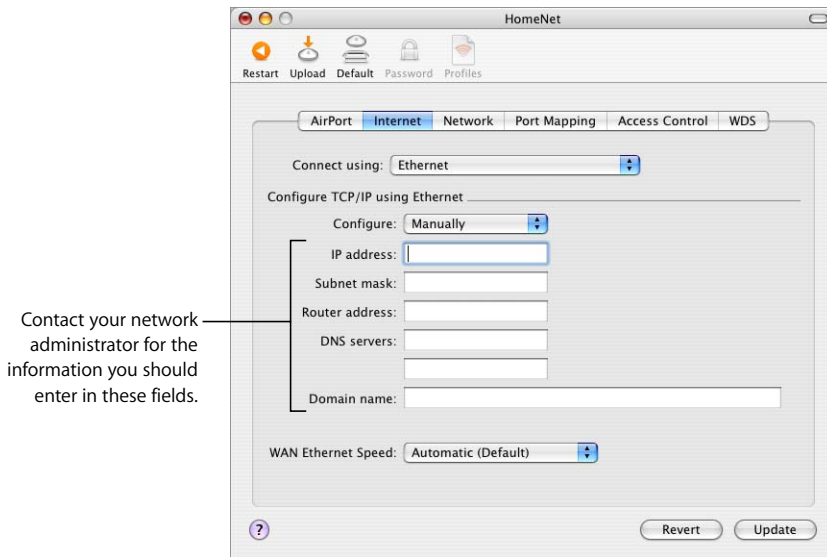 HomeNet
Restart Upload Default Password Profiles
AirPort Internet Network Port Mapping Access Control WDS
Connect using: Ethernet
Configure TCP/IP using Ethernet
Configure: Manually
IP address:
Subnet mask:
Router address:
DNS servers:
Domain name:
Contact your network
administrator for the
information you should
enter in these fields.
WAN Ethernet Speed: Automatic (Default)
? Revert Update